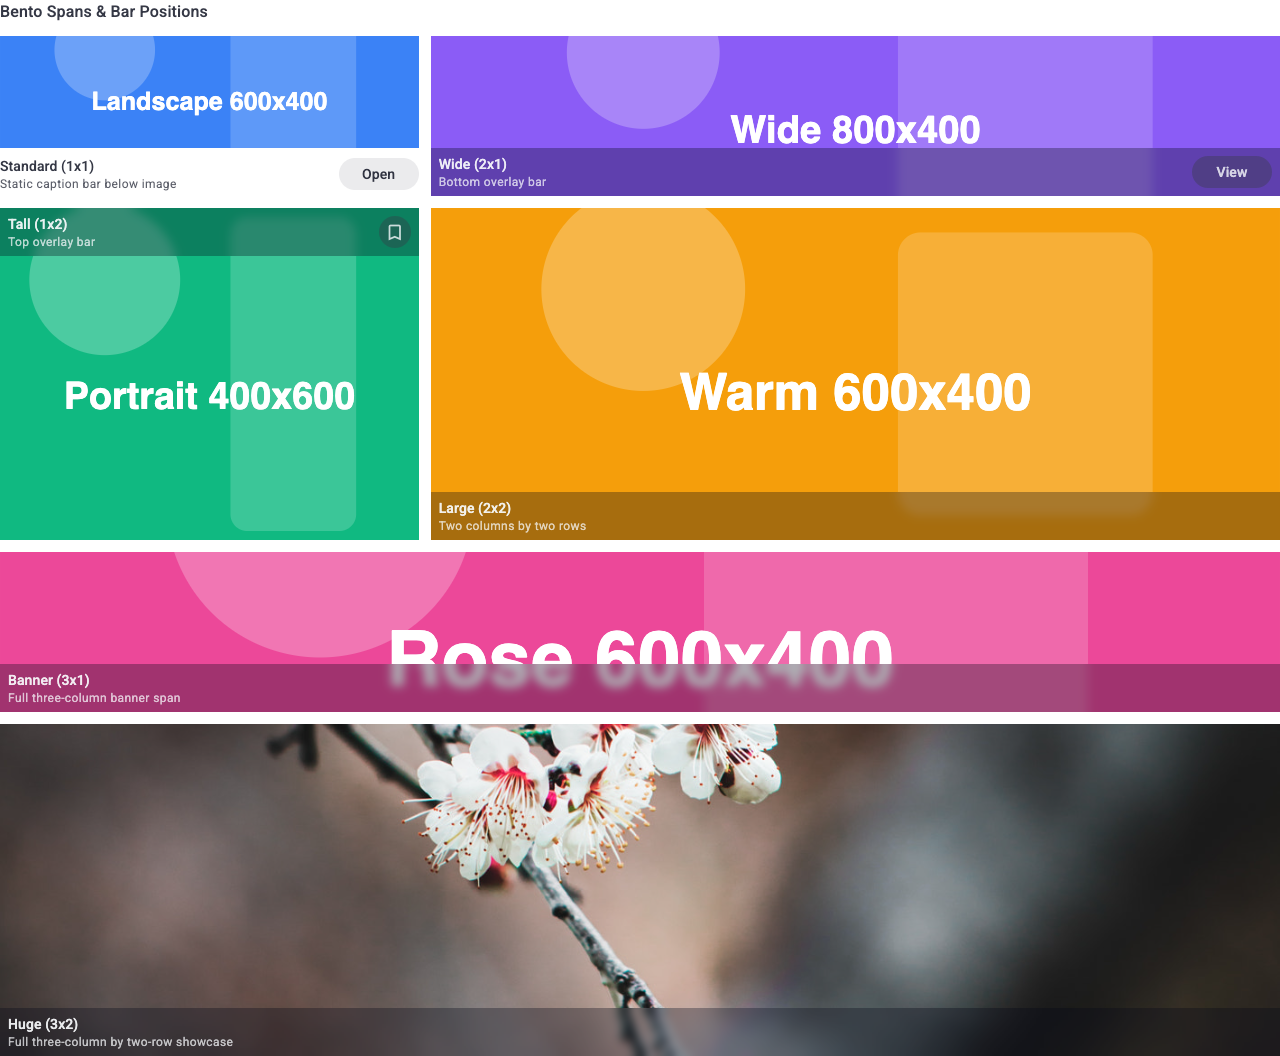 Bento Spans & Bar Positions
Landscape 600x400
Standard (1x1)
Static caption bar below image
Open
Wide 800x400
Wide (2x1)
Bottom overlay bar
View
Tall (1x2)
Top overlay bar
Portrait 400x600
Warm 600x400
Large (2x2)
Two columns by two rows
Rose 600x400
Banner (3x1)
Full three-column banner span
Huge (3x2)
Full three-column by two-row showcase